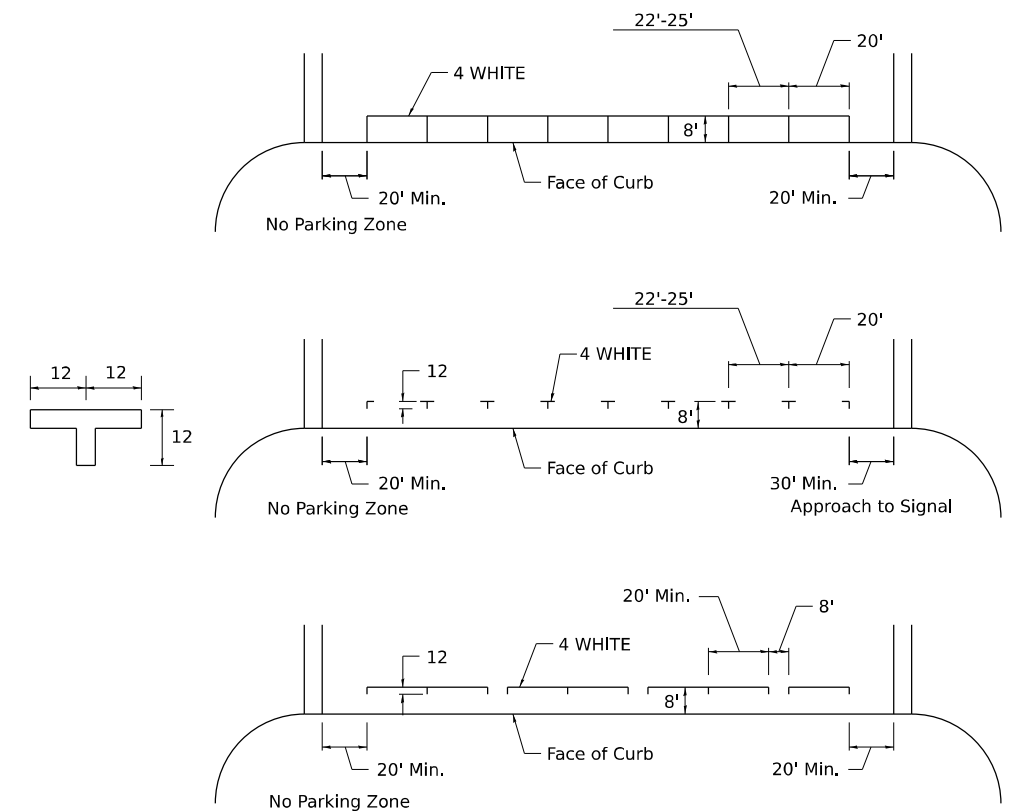 22'-25'
20'
4 WHITE
8'
Face of Curb
20' Min.
20' Min.
No Parking Zone
22'-25'
20'
4 WHITE
12
12 12
12
8'
Face of Curb
20' Min.
30' Min.
No Parking Zone
Approach to Signal
20' Min.
8'
4 WHITE
12
8'
Face of Curb
20' Min.
20' Min.
No Parking Zone